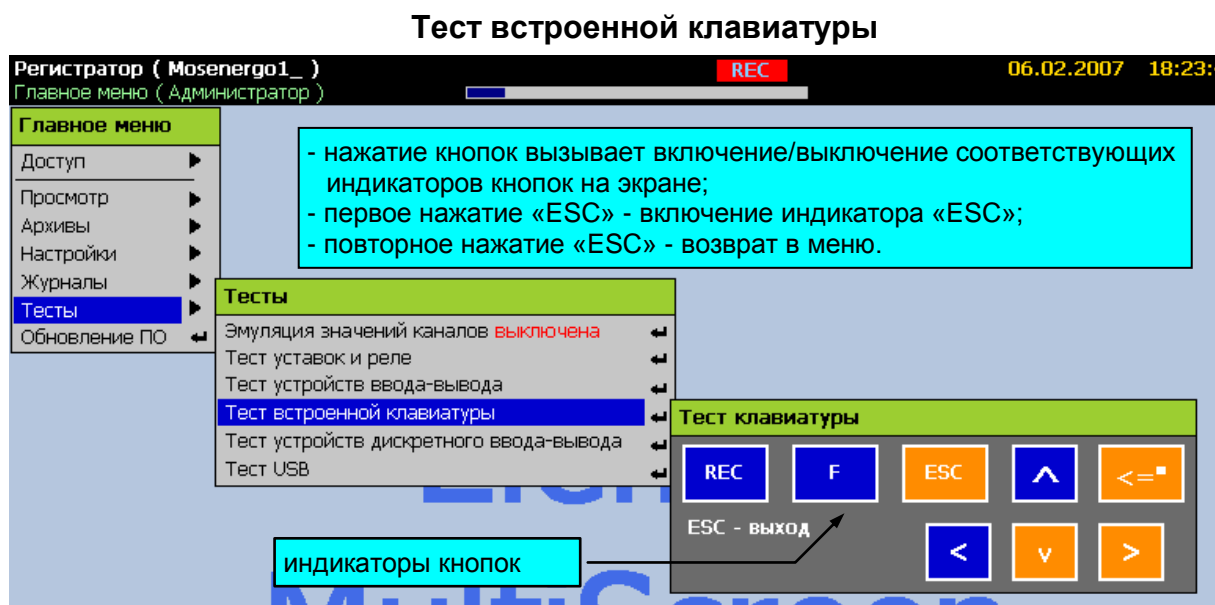 Тест встроенной клавиатуры
Регистратор ( Mosenergo1_ )
REC
06.02.2007 18:23:
Главное меню ( Администратор )
Главное меню
Доступ
Просмотр
Архивы
Настройки
Журналы
Тесты
Обновление ПО
- нажатие кнопок вызывает включение/выключение соответствующих
индикаторов кнопок на экране;
- первое нажатие «ESC» - включение индикатора «ESC»;
- повторное нажатие «ESC» - возврат в меню.
Тесты
Эмуляция значений каналов выключена
Тест уставок и реле
Тест устройств ввода-вывода
Тест встроенной клавиатуры
Тест устройств дискретного ввода-вывода
Тест USB
Тест клавиатуры
REC F ESC ^ <=▪
ESC - выход
< v >
индикаторы кнопок